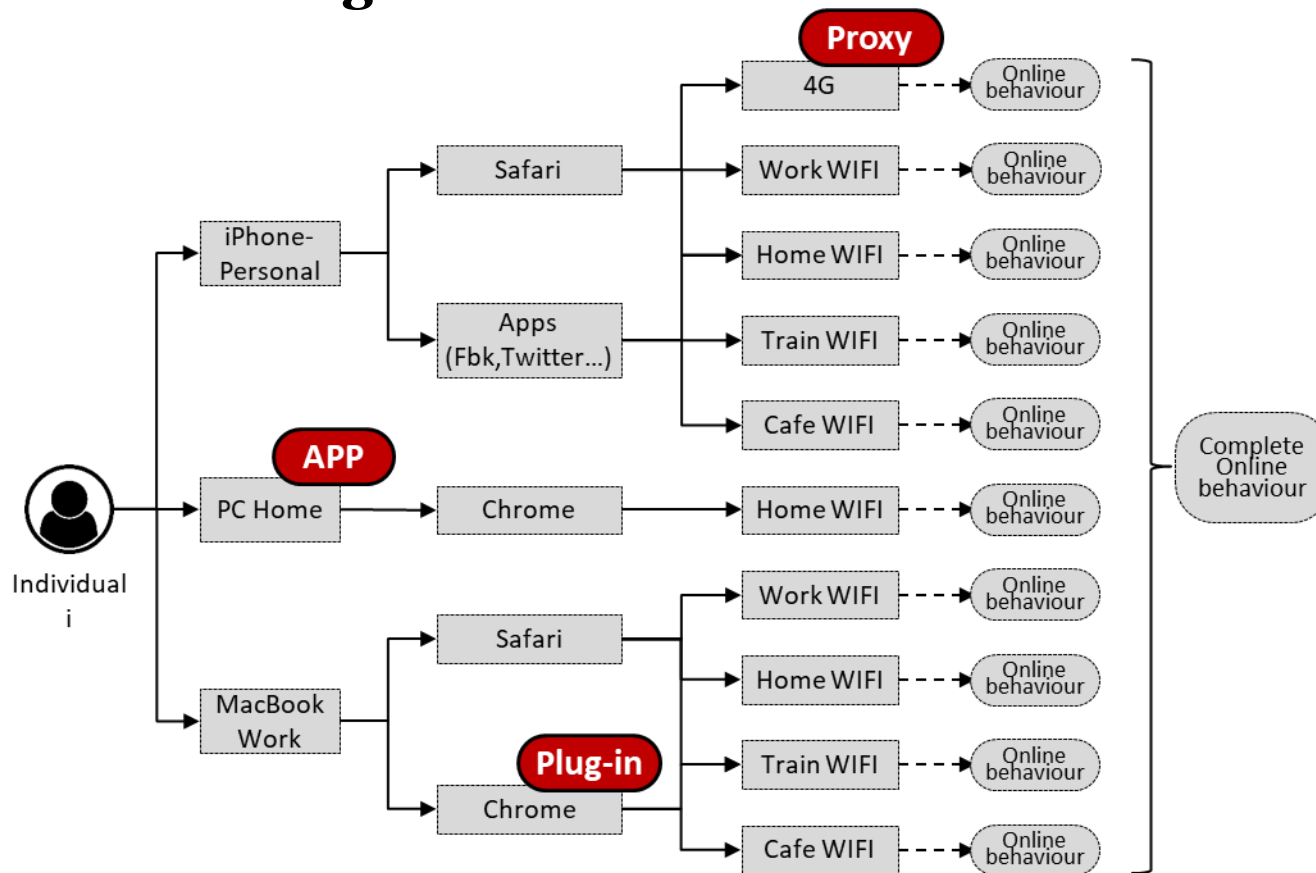 g
Proxy
4G
Online
behaviour
Safari
Work WIFI
Online
behaviour
iPhone-
Personal
Home WIFI
Online
behaviour
Apps
(Fbk,Twitter...)
Train WIFI
Online
behaviour
Cafe WIFI
Online
behaviour
APP
PC Home
Chrome
Home WIFI
Online
behaviour
Complete
Online
behaviour
Individual
i
Work WIFI
Online
behaviour
Safari
Home WIFI
Online
behaviour
MacBook
Work
Plug-in
Train WIFI
Online
behaviour
Chrome
Cafe WIFI
Online
behaviour